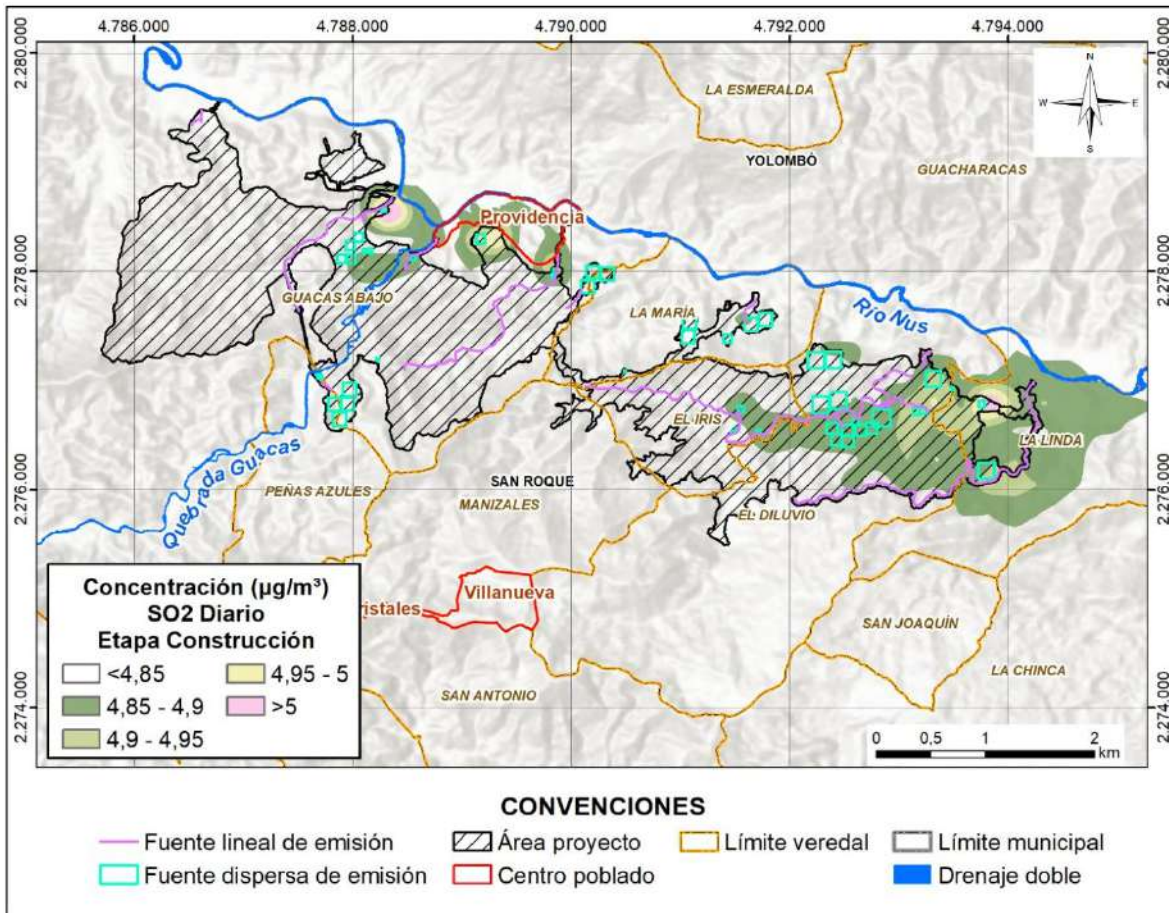 4.786.000 4.788.000 4.790.000 4.792.000 4.794.000
2.280.000 2.280.000
N
W E
S
LA ESMERALDA
YOLOMBÓ
GUACHARACAS
Providencia
2.278.000 2.278.000
GUACAS ABAJO
LA MARÍA
Río Nus
EL IRIS
LA LINDA
Quebrada Guacas
PEÑAS AZULES
SAN ROQUE
MANIZALES
2.276.000 2.276.000
EL DILUVIO
Villanueva
ristales
SAN JOAQUÍN
LA CHINCA
SAN ANTONIO
2.274.000 2.274.000
Concentración (µg/m³)
SO2 Diario
Etapa Construcción
<4,85 4,95 - 5
4,85 - 4,9 >5
4,9 - 4,95
0 0,5 1 2
km
CONVENCIONES
Fuente lineal de emisión Área proyecto Límite veredal Límite municipal
Fuente dispersa de emisión Centro poblado Drenaje doble